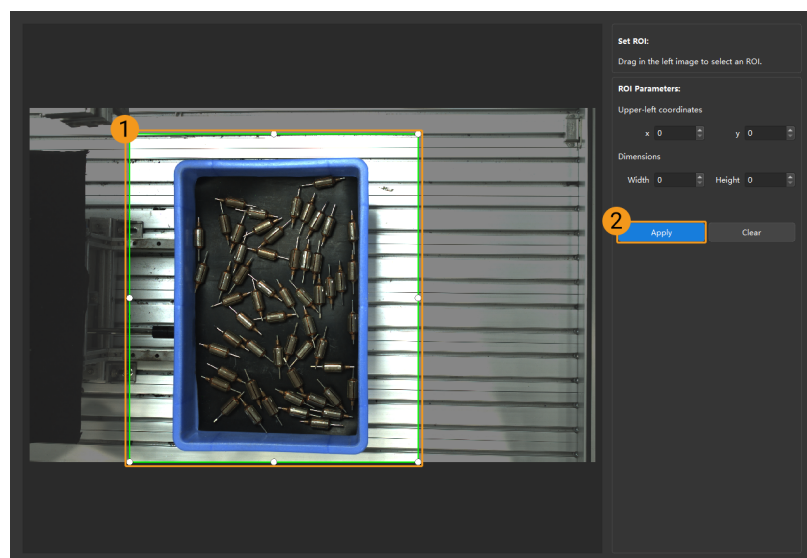 1
Set ROI:
Drag in the left image to select an ROI.
ROI Parameters:
Upper-left coordinates
x 0 y 0
Dimensions
Width 0 Height 0
2
Apply Clear